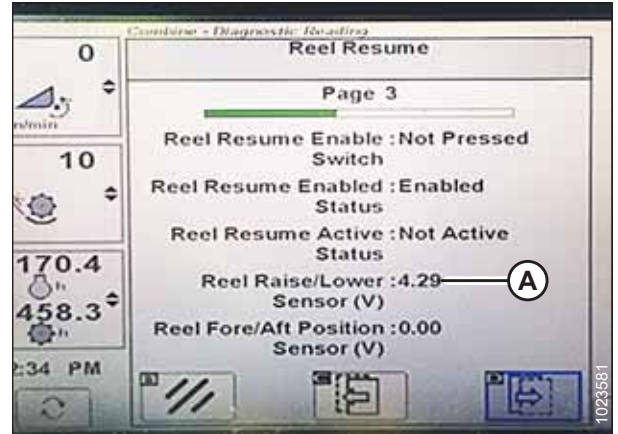 Combine - Diagnostic Reading
Reel Resume
Page 3
Reel Resume Enable :Not Pressed
Switch
Reel Resume Enabled :Enabled
Status
Reel Resume Active :Not Active
Status
Reel Raise/Lower :4.29
Sensor (V)
Reel Fore/Aft Position :0.00
Sensor (V)
A
0
n/min
10
170.4
h
458.3
h
2:34 PM
1023581